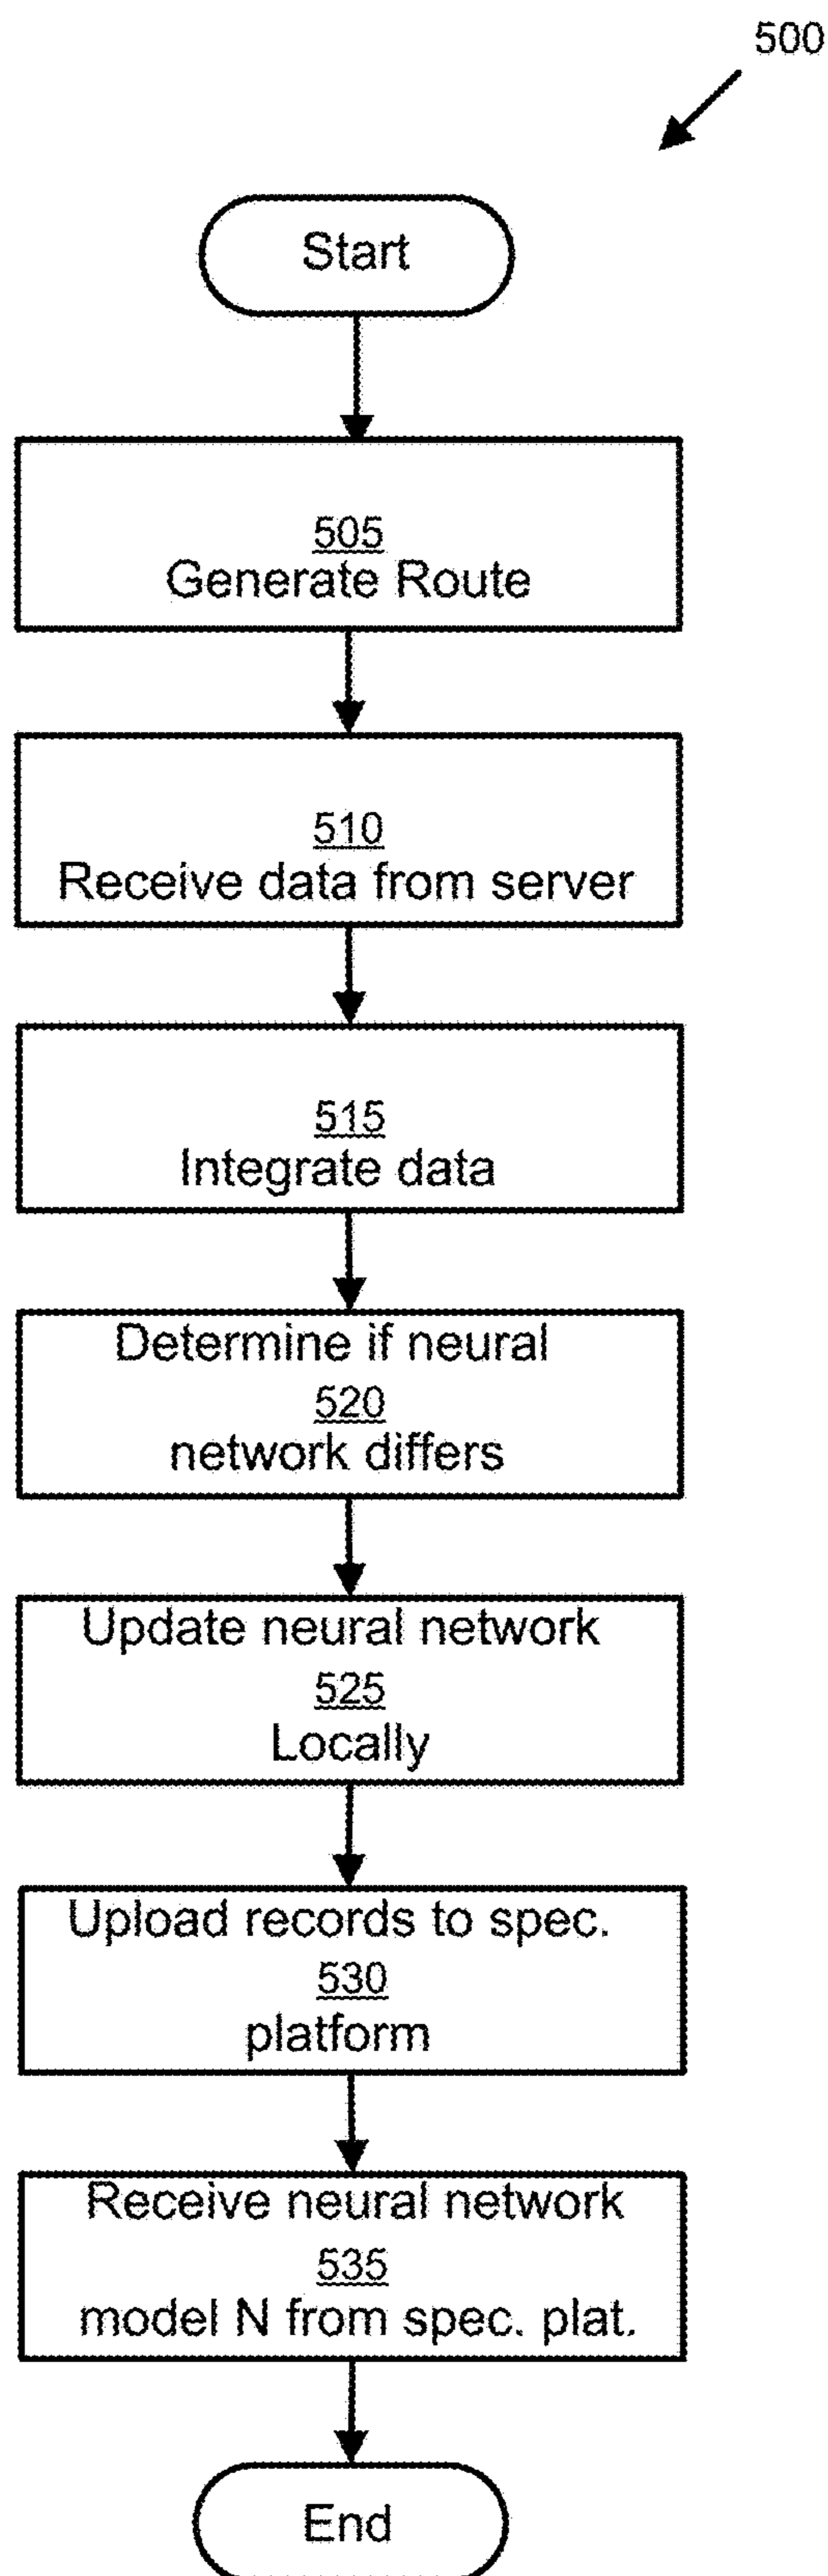 500
Start
505
Generate Route
510
Receive data from server
515
Integrate data
Determine if neural
520
network differs
Update neural network
525
Locally
Upload records to spec.
530
platform
Receive neural network
535
model N from spec. plat.
End